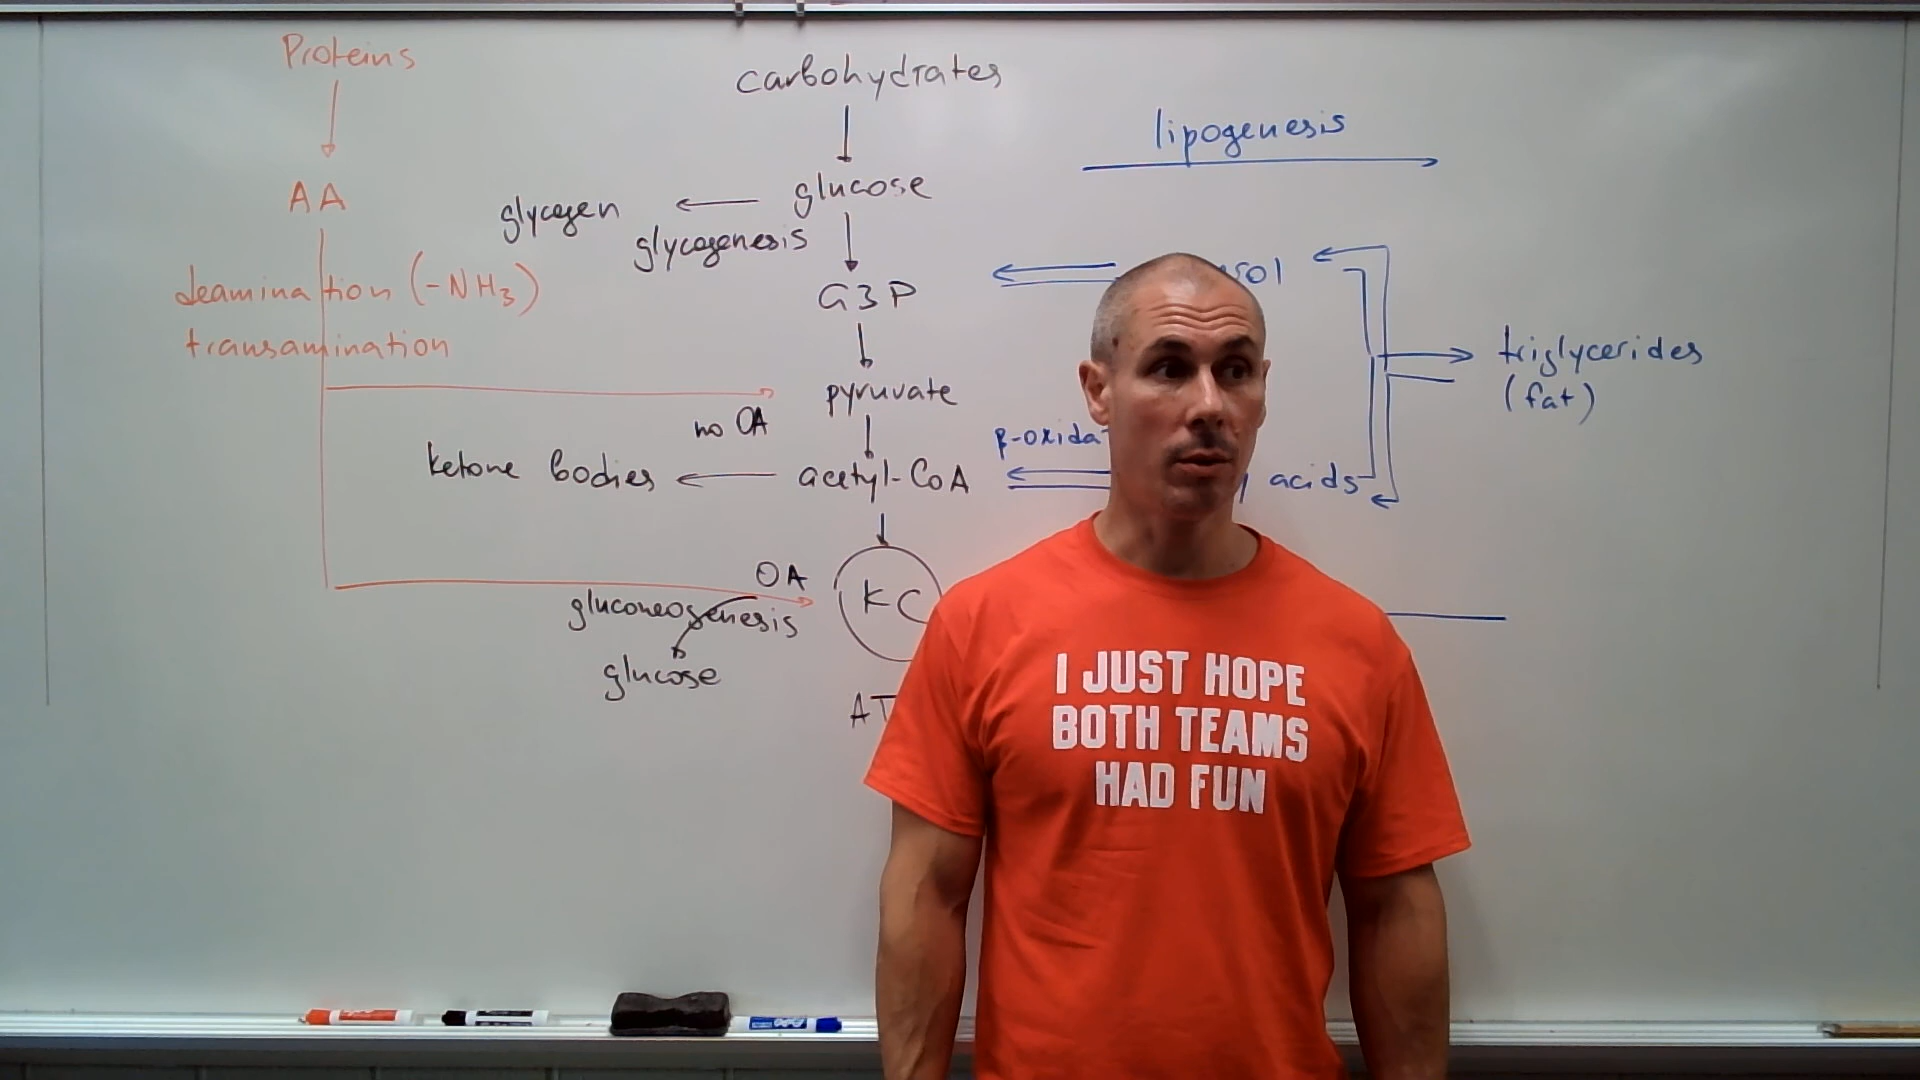 Proteins
AA
deamination (-NH3)
transamination
carbohydrates
glucose
glycogen
glycogenesis
G3P
pyruvate
no OA
ketone bodies
acetyl-CoA
OA
KC
gluconeogenesis
glucose
lipogenesis
acids
triglycerides
(fat)
I JUST HOPE
BOTH TEAMS
HAD FUN